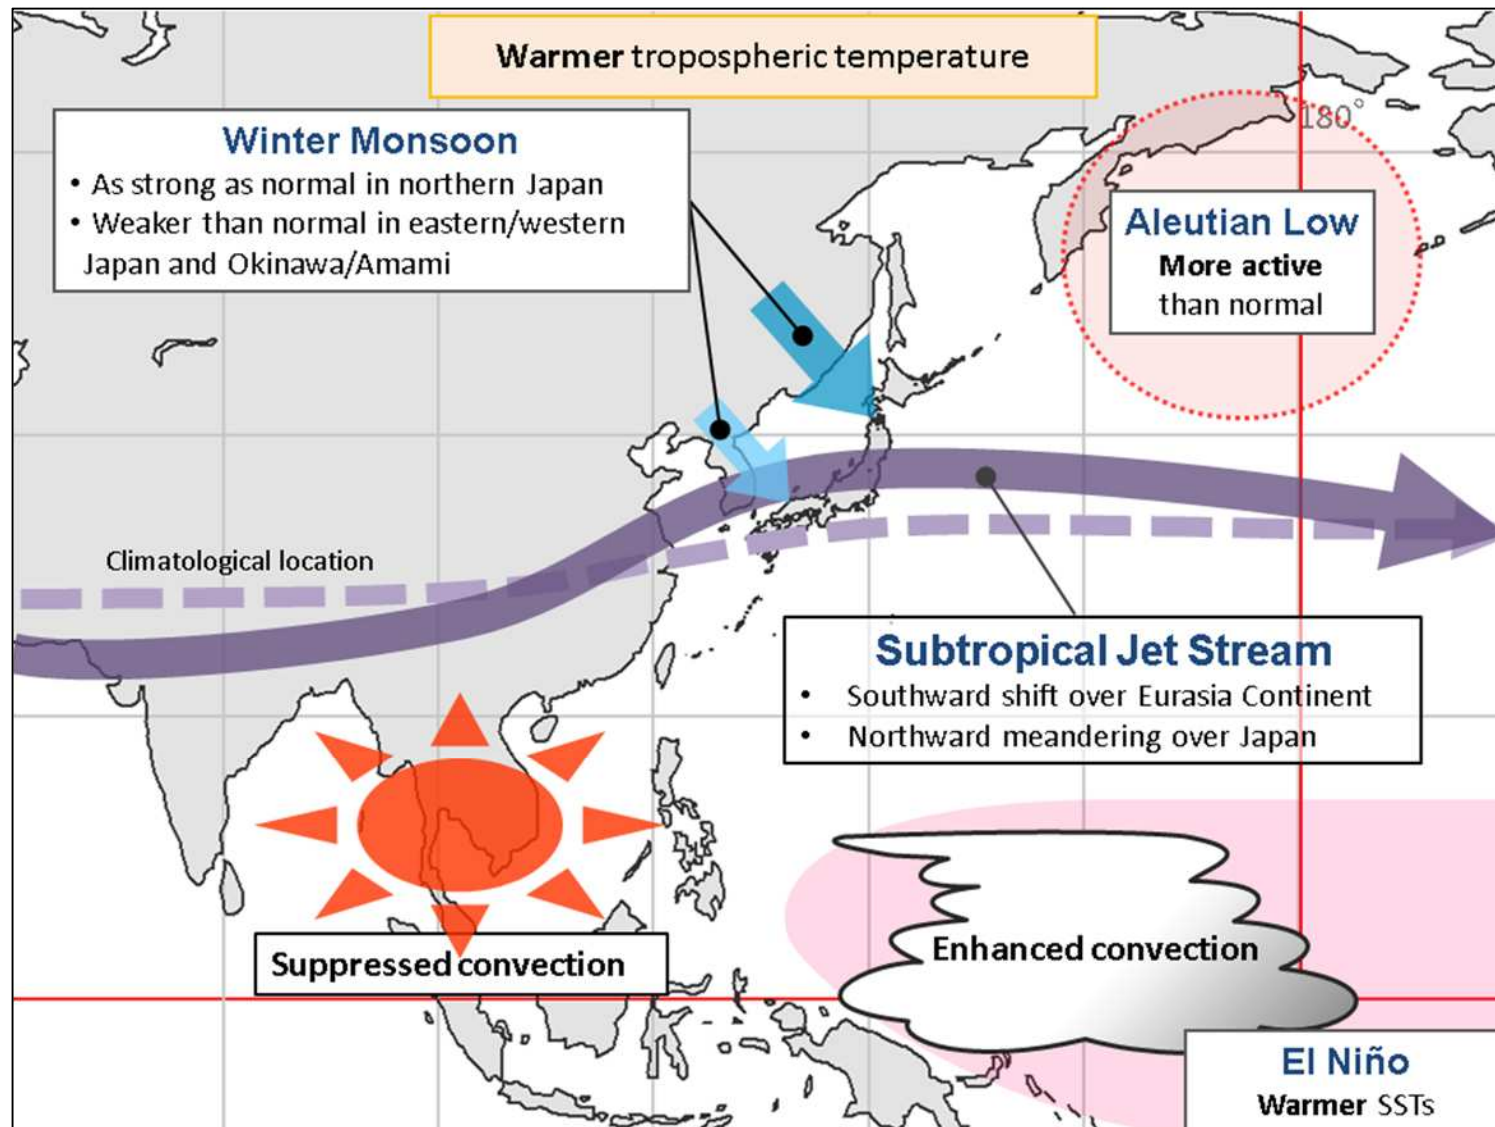 Warmer tropospheric temperature
Winter Monsoon
• As strong as normal in northern Japan
• Weaker than normal in eastern/western
Japan and Okinawa/Amami
180°
Aleutian Low
More active
than normal
Climatological location
Subtropical Jet Stream
• Southward shift over Eurasia Continent
• Northward meandering over Japan
Suppressed convection
Enhanced convection
El Niño
Warmer SSTs